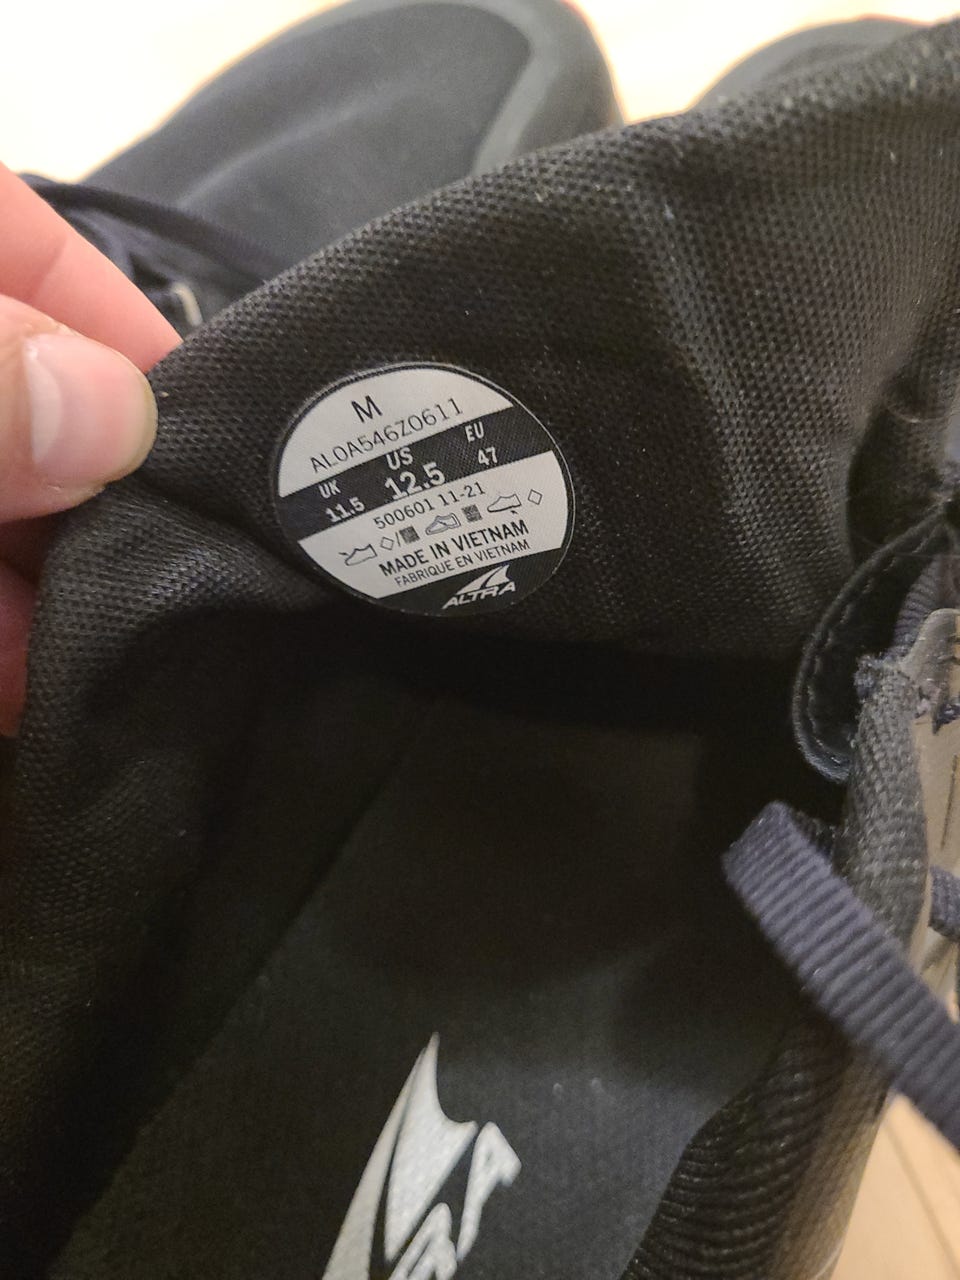 M
AL0A546Z0611
UK US EU
11.5 12.5 47
500601 11-21
MADE IN VIETNAM
FABRIQUE EN VIETNAM
ALTRA